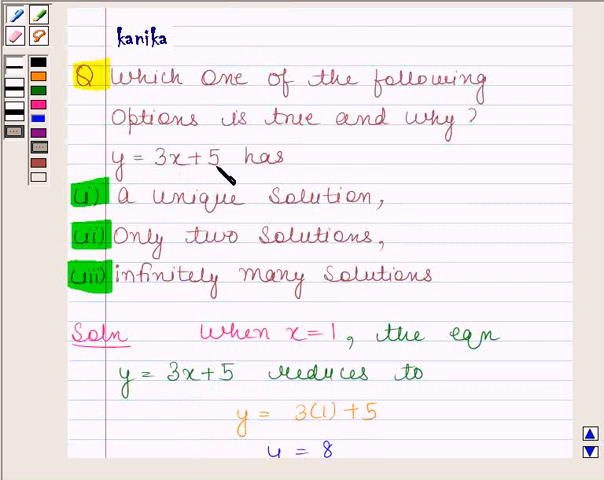 kanika
Q Which one of the following
options is true and why?
y = 3x+5 has
(i) a unique solution,
(ii) Only two solutions,
(iii) infinitely many solutions
Soln When x=1, the eqn
y = 3x+5 reduces to
y = 3(1)+5
y = 8